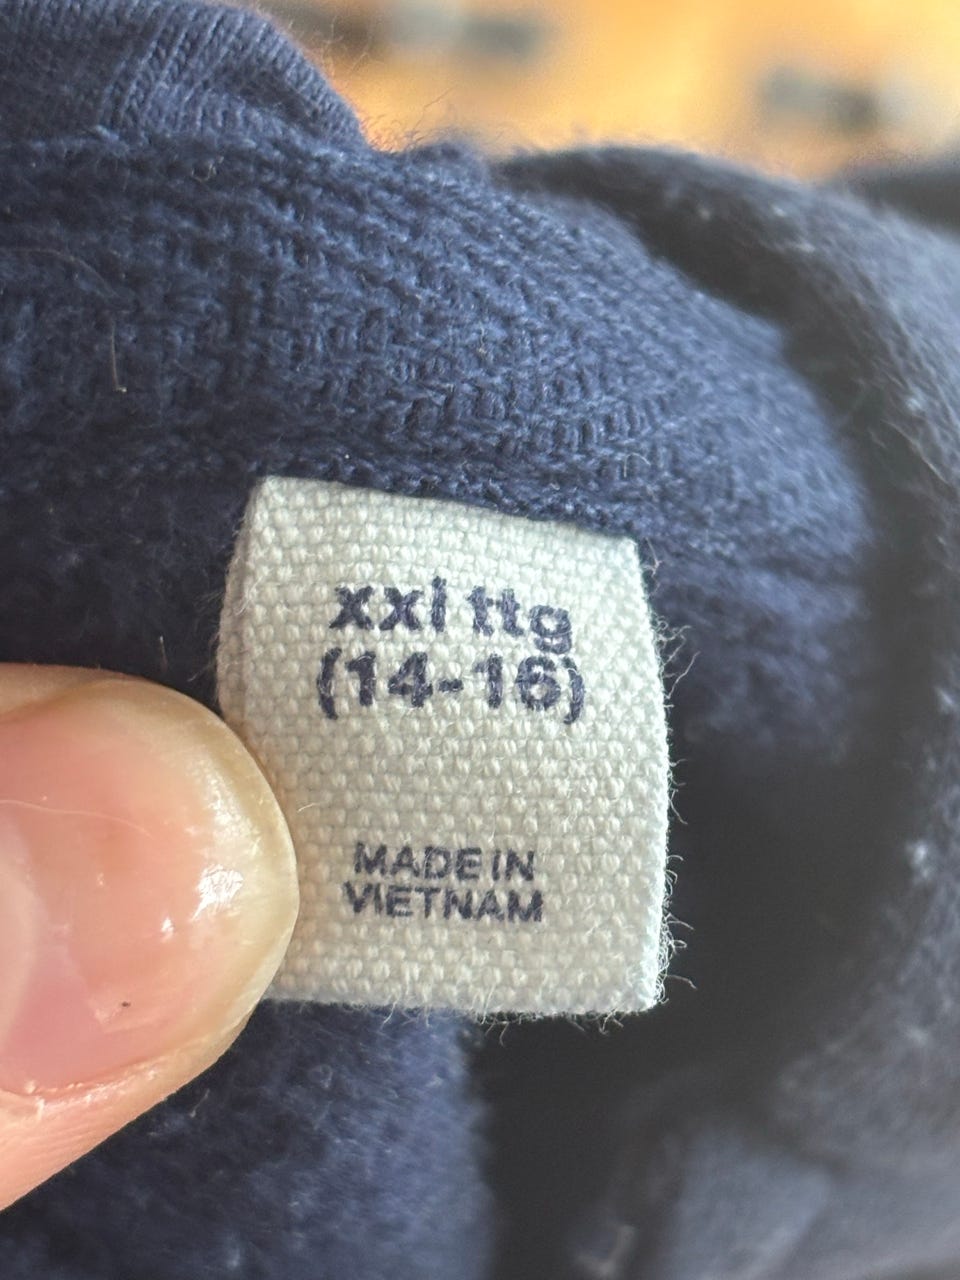 xxl ttg
(14-16)
MADE IN
VIETNAM